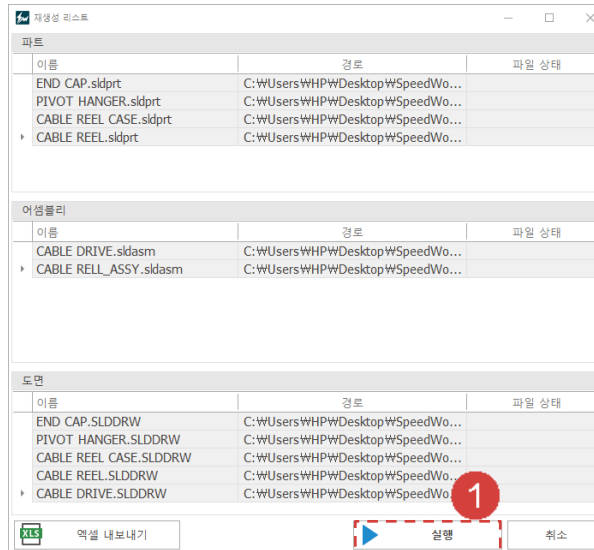 재생성 리스트
파트
이름 경로 파일 상태
END CAP.sldprt C:₩Users₩HP₩Desktop₩SpeedWo...
PIVOT HANGER.sldprt C:₩Users₩HP₩Desktop₩SpeedWo...
CABLE REEL CASE.sldprt C:₩Users₩HP₩Desktop₩SpeedWo...
CABLE REEL.sldprt C:₩Users₩HP₩Desktop₩SpeedWo...
어셈블리
이름 경로 파일 상태
CABLE DRIVE.sldasm C:₩Users₩HP₩Desktop₩SpeedWo...
CABLE RELL_ASSY.sldasm C:₩Users₩HP₩Desktop₩SpeedWo...
도면
이름 경로 파일 상태
END CAP.SLDDRW C:₩Users₩HP₩Desktop₩SpeedWo...
PIVOT HANGER.SLDDRW C:₩Users₩HP₩Desktop₩SpeedWo...
CABLE REEL CASE.SLDDRW C:₩Users₩HP₩Desktop₩SpeedWo...
CABLE REEL.SLDDRW C:₩Users₩HP₩Desktop₩SpeedWo...
CABLE DRIVE.SLDDRW C:₩Users₩HP₩Desktop₩SpeedWo
1
XLS 엑셀 내보내기 실행 취소